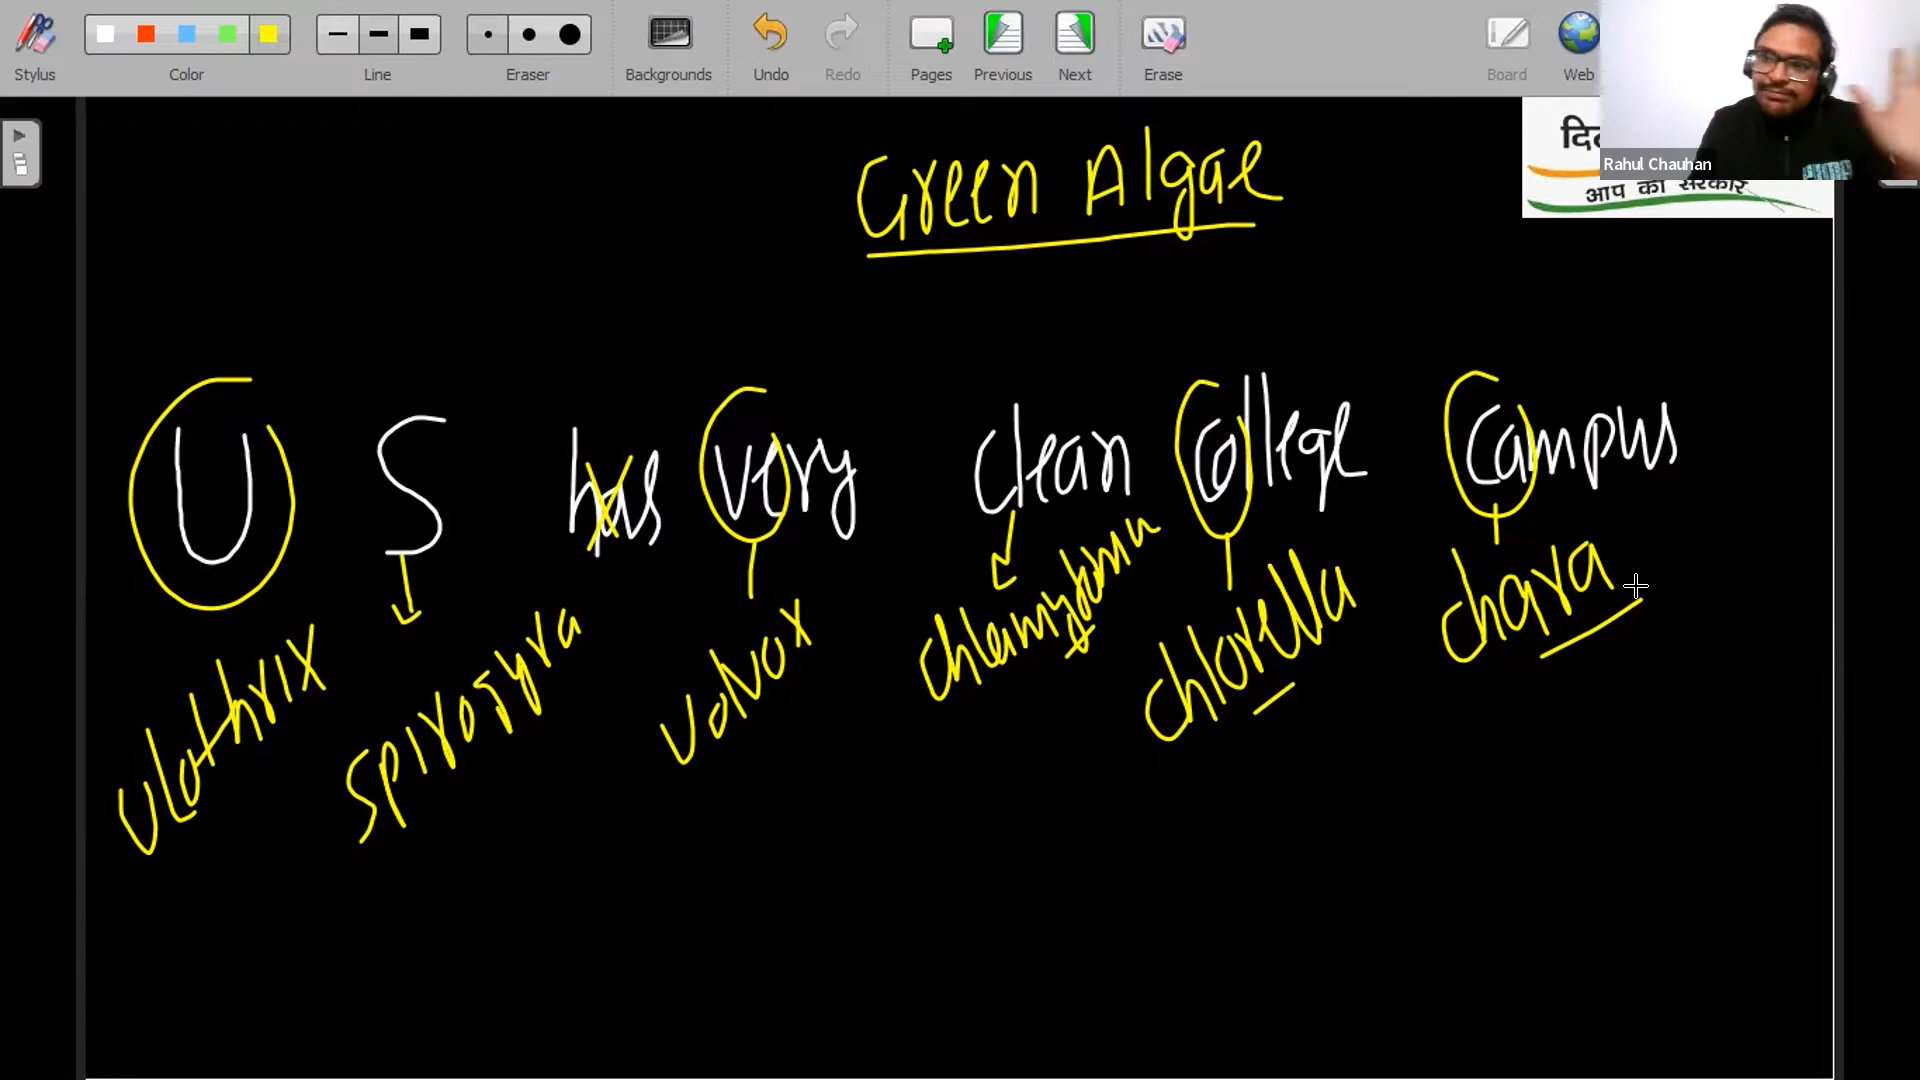 Stylus Color Line Eraser Backgrounds Undo Redo Pages Previous Next Erase Board Web
Rahul Chauhan
आप की सरकार
Green Algae
U S has very clean College Campus
Ulothrix Spirogyra Volvox Chlamydomu Chlorella Chara